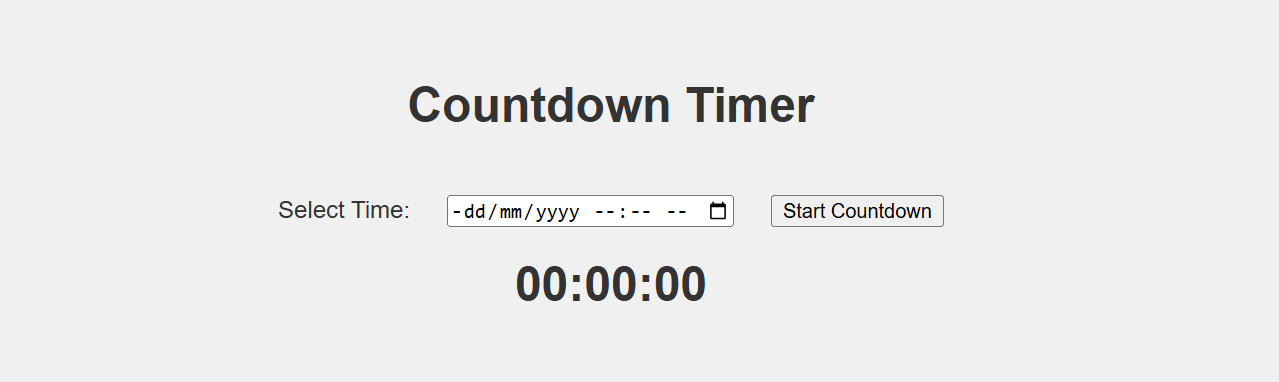 Countdown Timer
Select Time: -dd/mm/yyyy --:-- -- Start Countdown
00:00:00